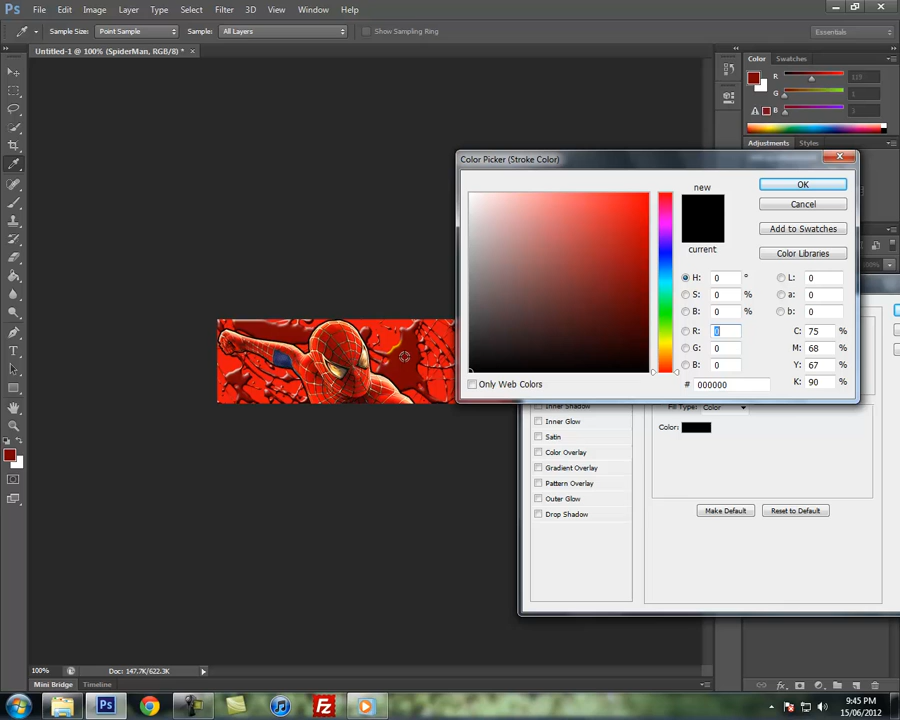 Ps File Edit Image Layer Type Select Filter 3D View Window Help
Sample Size: Point Sample Sample: All Layers Show Sampling Ring Essentials
Untitled-1 @ 100% (SpiderMan, RGB/8) * ×
Color Swatches
R 119
G 1
B 3
Adjustments Styles
Color Picker (Stroke Color)
new
current
OK
Cancel
Add to Swatches
Color Libraries
H: 0 °
S: 0 %
B: 0 %
R: 0
G: 0
B: 0
L: 0
a: 0
b: 0
C: 75 %
M: 68 %
Y: 67 %
K: 90 %
# 000000
Only Web Colors
Inner Shadow
Inner Glow
Satin
Color Overlay
Gradient Overlay
Pattern Overlay
Outer Glow
Drop Shadow
Fill Type: Color
Color:
Make Default Reset to Default
100% Doc: 147.7K/622.3K
Mini Bridge Timeline
9:45 PM
15/06/2012